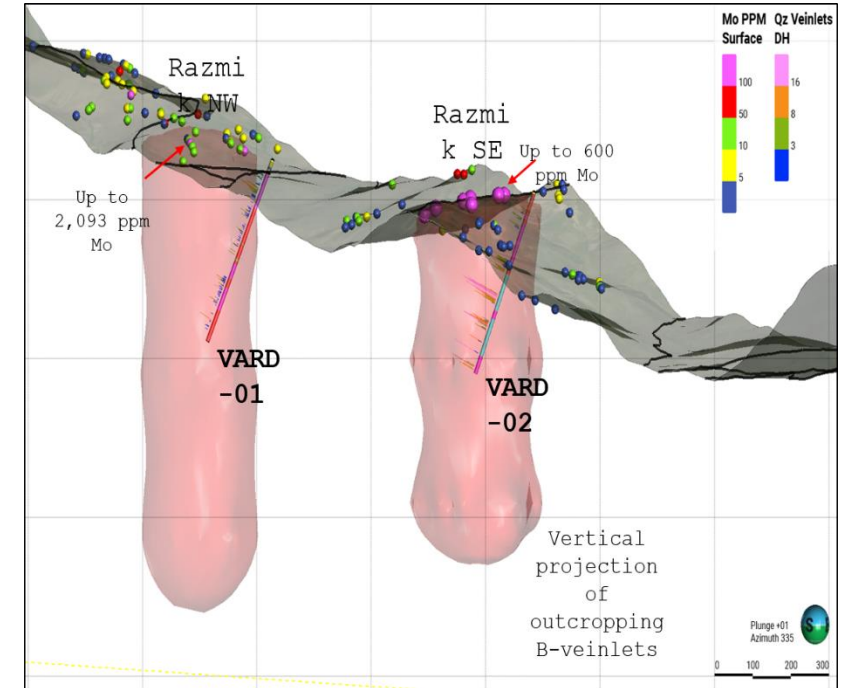 Mo PPM
Surface
Qz Veinlets
DH
100
50
10
5
16
8
3
Razmi
k NW
Razmi
k SE
Up to 600
ppm Mo
Up to
2,093 ppm
Mo
VARD
-01
VARD
-02
Vertical
projection
of
outcropping
B-veinlets
Plunge +01
Azimuth 335
S
0 100 200 300